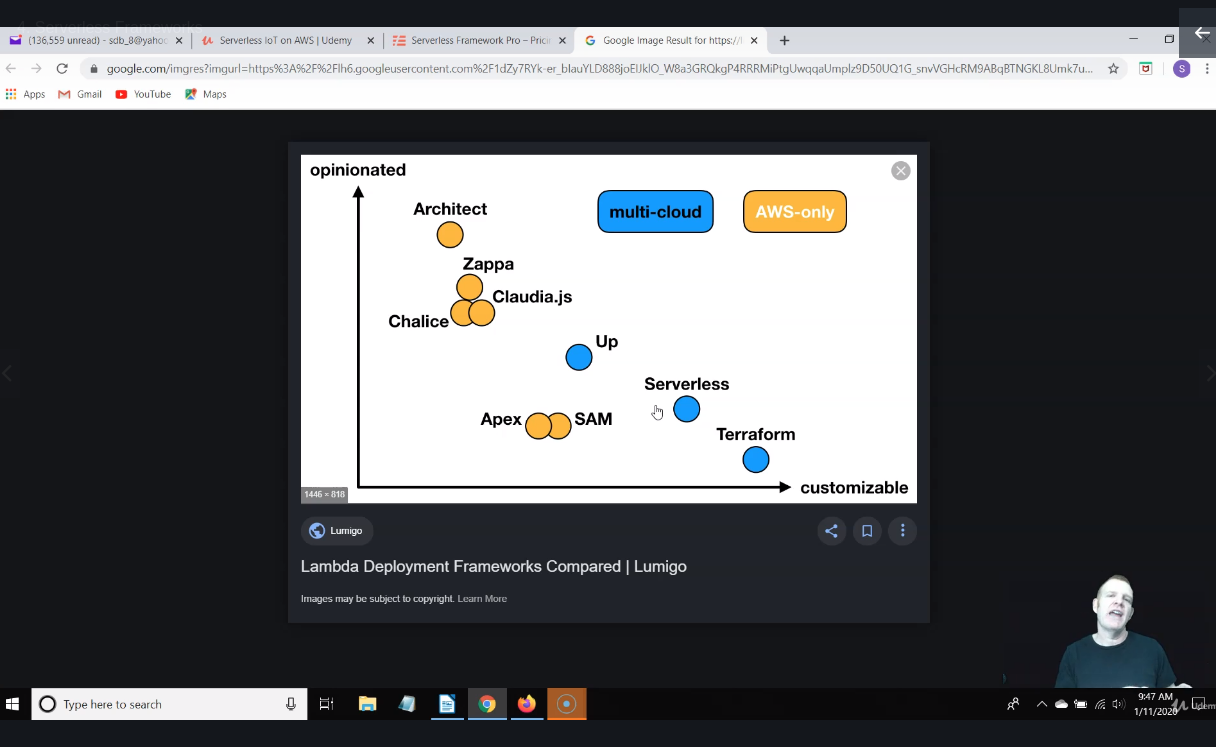 4. Serverless Frameworks
(136,559 unread) - sdb_8@yahoo
Serverless IoT on AWS | Udemy
Serverless Framework Pro – Pricin
Google Image Result for https://l
google.com/imgres?imgurl=https%3A%2F%2Flh6.googleusercontent.com%2F1dZy7RYk-er_blauYLD888joEIJklO_W8a3GRQkgP4RRRMiPtgUwqqaUmplz9D50UQ1G_snvVGHcRM9ABqBTNGKL8Umk7u...
S
Apps
Gmail
YouTube
Maps
opinionated
multi-cloud
AWS-only
Architect
Zappa
Claudia.js
Chalice
Up
Serverless
Apex
SAM
Terraform
customizable
1446 × 818
Lumigo
Lambda Deployment Frameworks Compared | Lumigo
Images may be subject to copyright. Learn More
Type here to search
9:47 AM
1/11/2020
Udemy